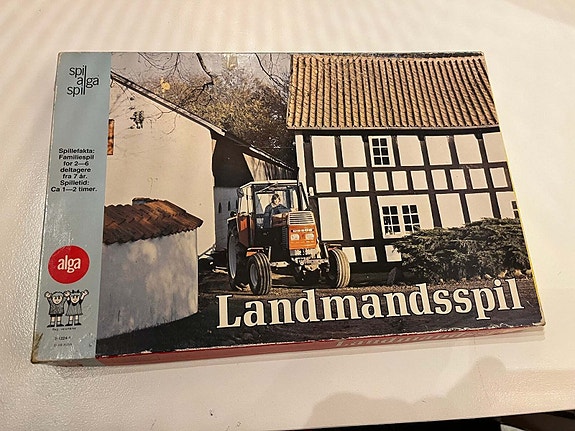 spil
alga
spil
Spillefakta:
Familiespil
for 2—6
deltagere
fra 7 år.
Spilletid:
Ca 1—2 timer.
alga
Landmandsspil